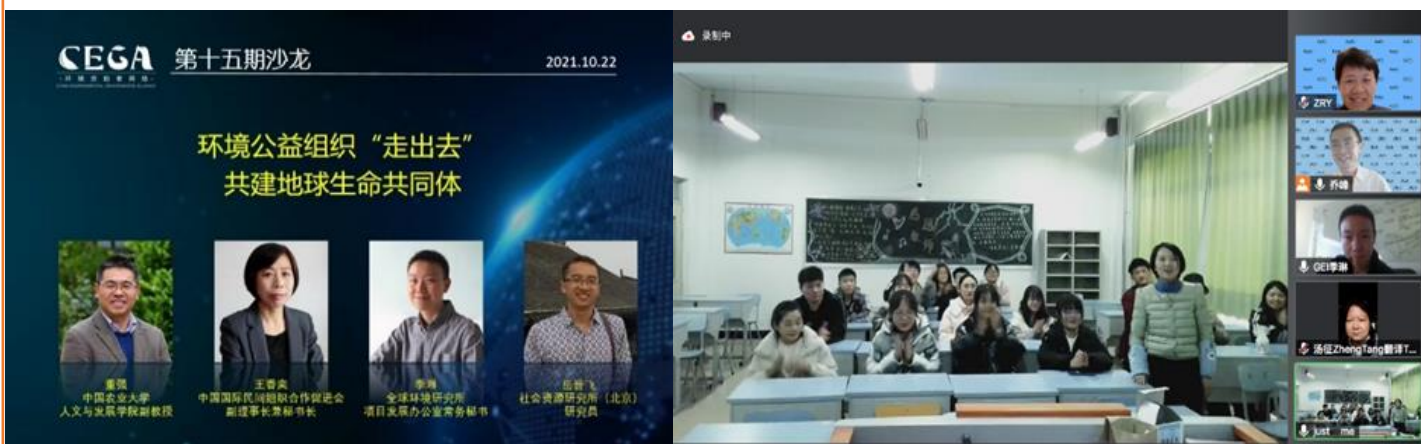 CEGA
第十五期沙龙
2021.10.22
环境公益组织“走出去”
共建地球生命共同体
董强
中国农业大学
人文与发展学院副教授
王香奕
中国国际民间组织合作促进会
副理事长兼秘书长
季琳
全球环境研究所
项目发展办公室常务秘书
岳晋飞
社会资源研究所（北京）
研究员
录制中
ZRY
乔峰
GEI季琳
汤征ZhengTang翻译T...
just me